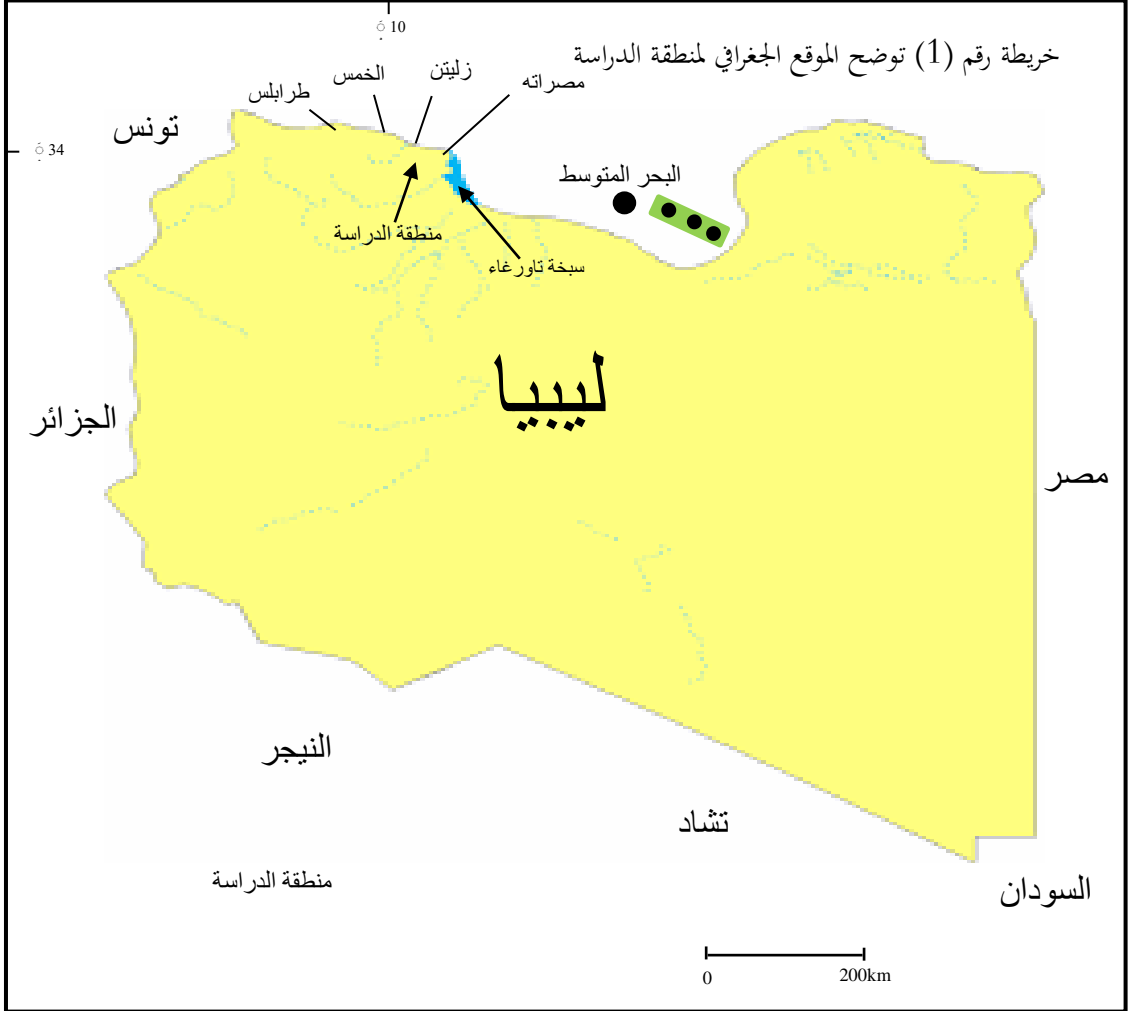 10
خريطة رقم (1) توضح الموقع الجغرافي لمنطقة الدراسة
مصراته
زليتن
الخمس
طرابلس
تونس
34
البحر المتوسط
منطقة الدراسة
سبخة تاورغاء
ليبيا
الجزائر
مصر
النيجر
تشاد
منطقة الدراسة
السودان
0 200km